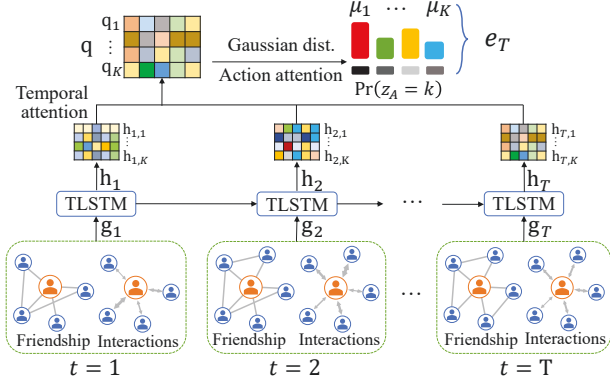 q₁ μ₁ ⋯ μ_K
q ⋮ Gaussian dist. e_T
q_K Action attention
Temporal attention Pr(z_A = k)
h₁,₁ h₂,₁ h_T,₁
⋮ ⋮ ⋮
h₁,K h₂,K h_T,K
h₁ h₂ h_T
TLSTM TLSTM ⋯ TLSTM
g₁ g₂ g_T
⋯
Friendship Interactions Friendship Interactions Friendship Interactions
t = 1 t = 2 t = T